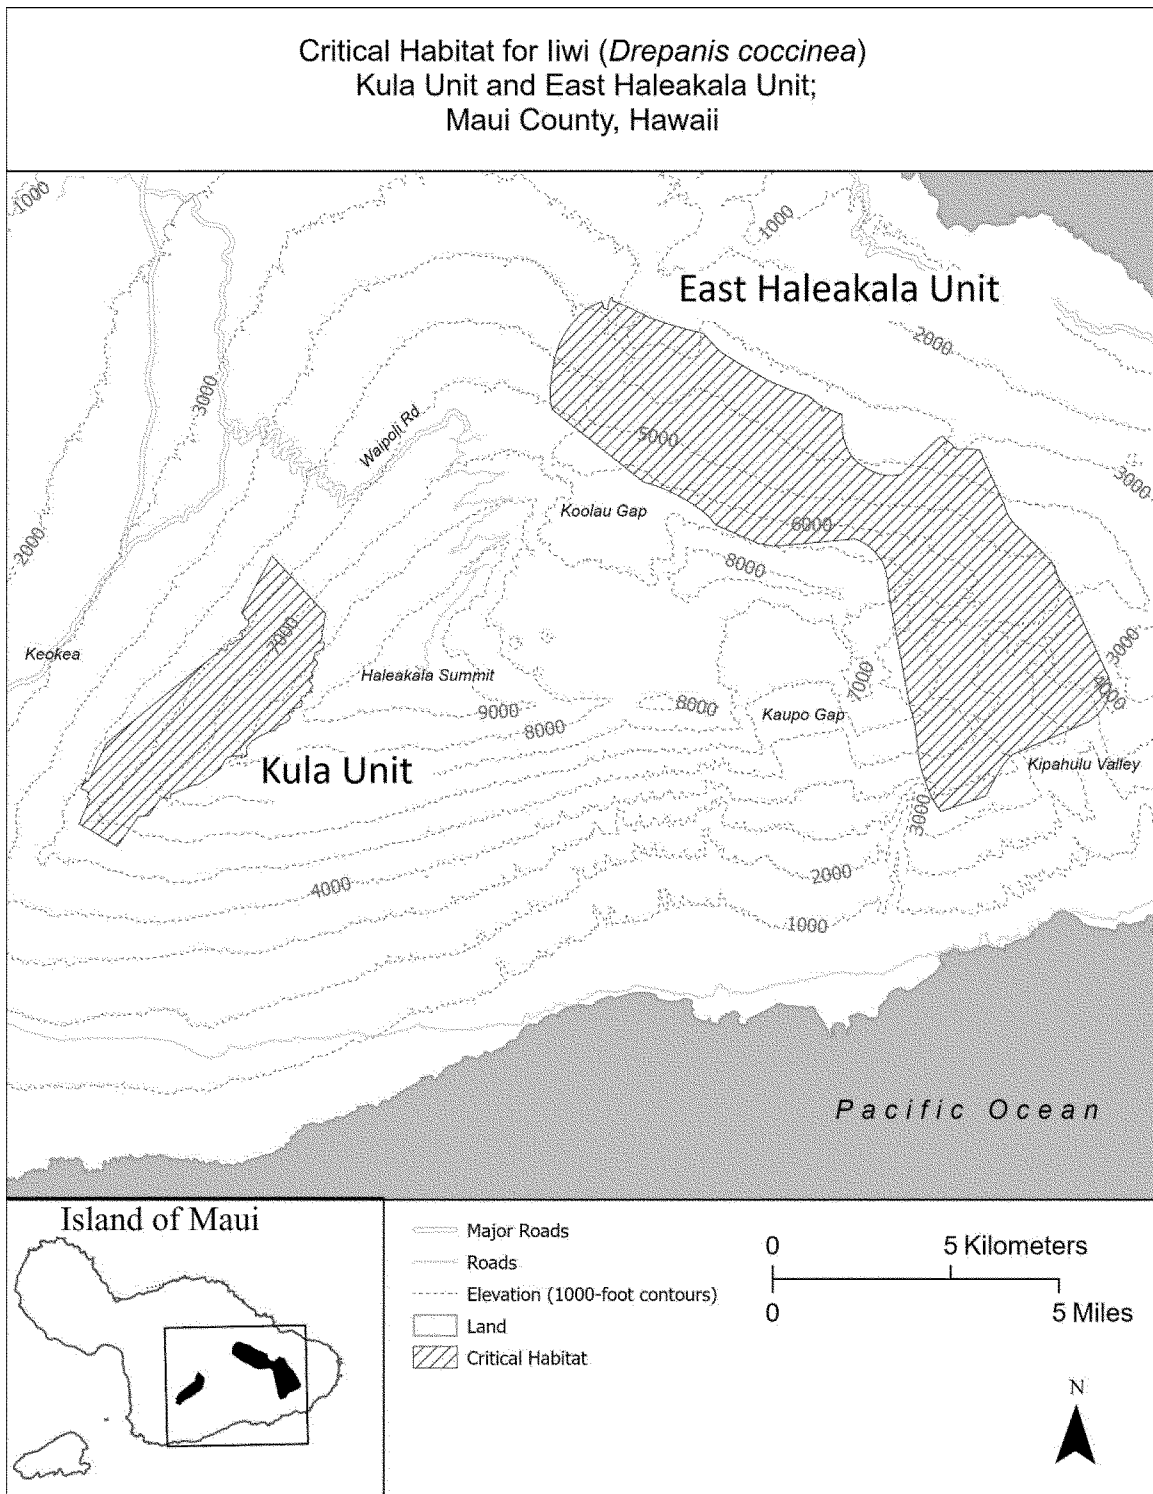 Critical Habitat for Iiwi (Drepanis coccinea)
Kula Unit and East Haleakala Unit;
Maui County, Hawaii
1000
1000
East Haleakala Unit
2000
3000
Waipoli Rd
5000
3000
Koolau Gap
6000
2000
8000
7000
3000
Keokea
Haleakala Summit
7000
4000
9000
8000
Kaupo Gap
8000
Kula Unit
Kipahulu Valley
3000
4000
2000
1000
Pacific Ocean
Island of Maui
Major Roads
Roads
Elevation (1000-foot contours)
Land
Critical Habitat
0 5 Kilometers
0 5 Miles
N